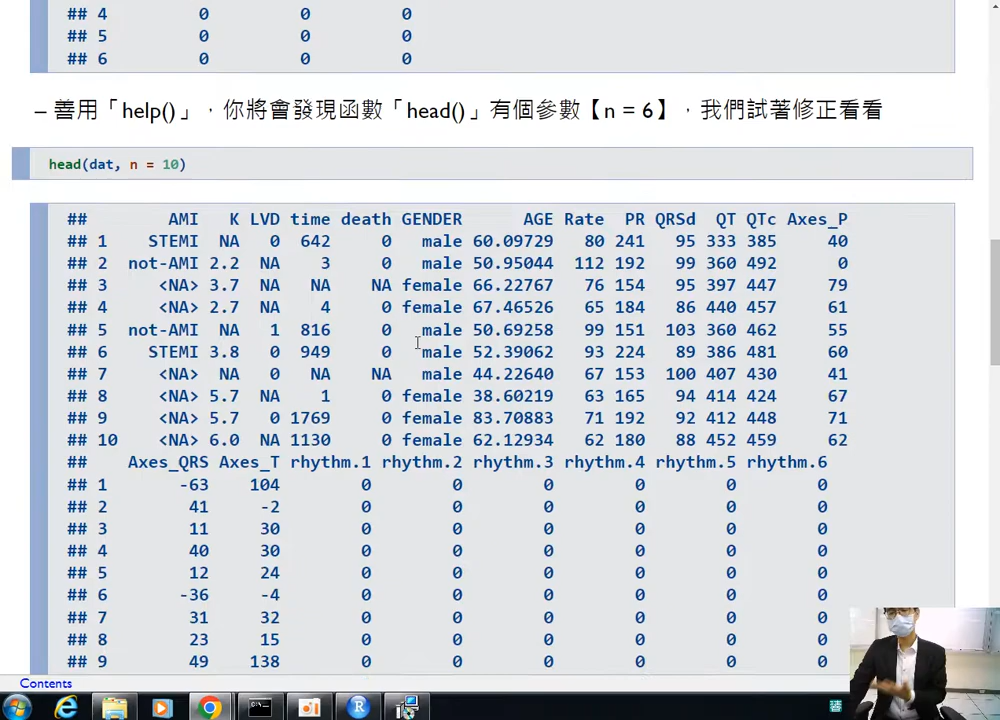 ## 4 0 0 0
## 5 0 0 0
## 6 0 0 0
– 善用「help()」，你將會發現函數「head()」有個參數【n = 6】，我們試著修正看看
head(dat, n = 10)
## AMI K LVD time death GENDER AGE Rate PR QRSd QT QTc Axes_P
## 1 STEMI NA 0 642 0 male 60.09729 80 241 95 333 385 40
## 2 not-AMI 2.2 NA 3 0 male 50.95044 112 192 99 360 492 0
## 3 <NA> 3.7 NA NA NA female 66.22767 76 154 95 397 447 79
## 4 <NA> 2.7 NA 4 0 female 67.46526 65 184 86 440 457 61
## 5 not-AMI NA 1 816 0 male 50.69258 99 151 103 360 462 55
## 6 STEMI 3.8 0 949 0 male 52.39062 93 224 89 386 481 60
## 7 <NA> NA 0 NA NA male 44.22640 67 153 100 407 430 41
## 8 <NA> 5.7 NA 1 0 female 38.60219 63 165 94 414 424 67
## 9 <NA> 5.7 0 1769 0 female 83.70883 71 192 92 412 448 71
## 10 <NA> 6.0 NA 1130 0 female 62.12934 62 180 88 452 459 62
## Axes_QRS Axes_T rhythm.1 rhythm.2 rhythm.3 rhythm.4 rhythm.5 rhythm.6
## 1 -63 104 0 0 0 0 0 0
## 2 41 -2 0 0 0 0 0 0
## 3 11 30 0 0 0 0 0 0
## 4 40 30 0 0 0 0 0 0
## 5 12 24 0 0 0 0 0 0
## 6 -36 -4 0 0 0 0 0 0
## 7 31 32 0 0 0 0 0 0
## 8 23 15 0 0 0 0 0 0
## 9 49 138 0 0 0 0 0 0
Contents